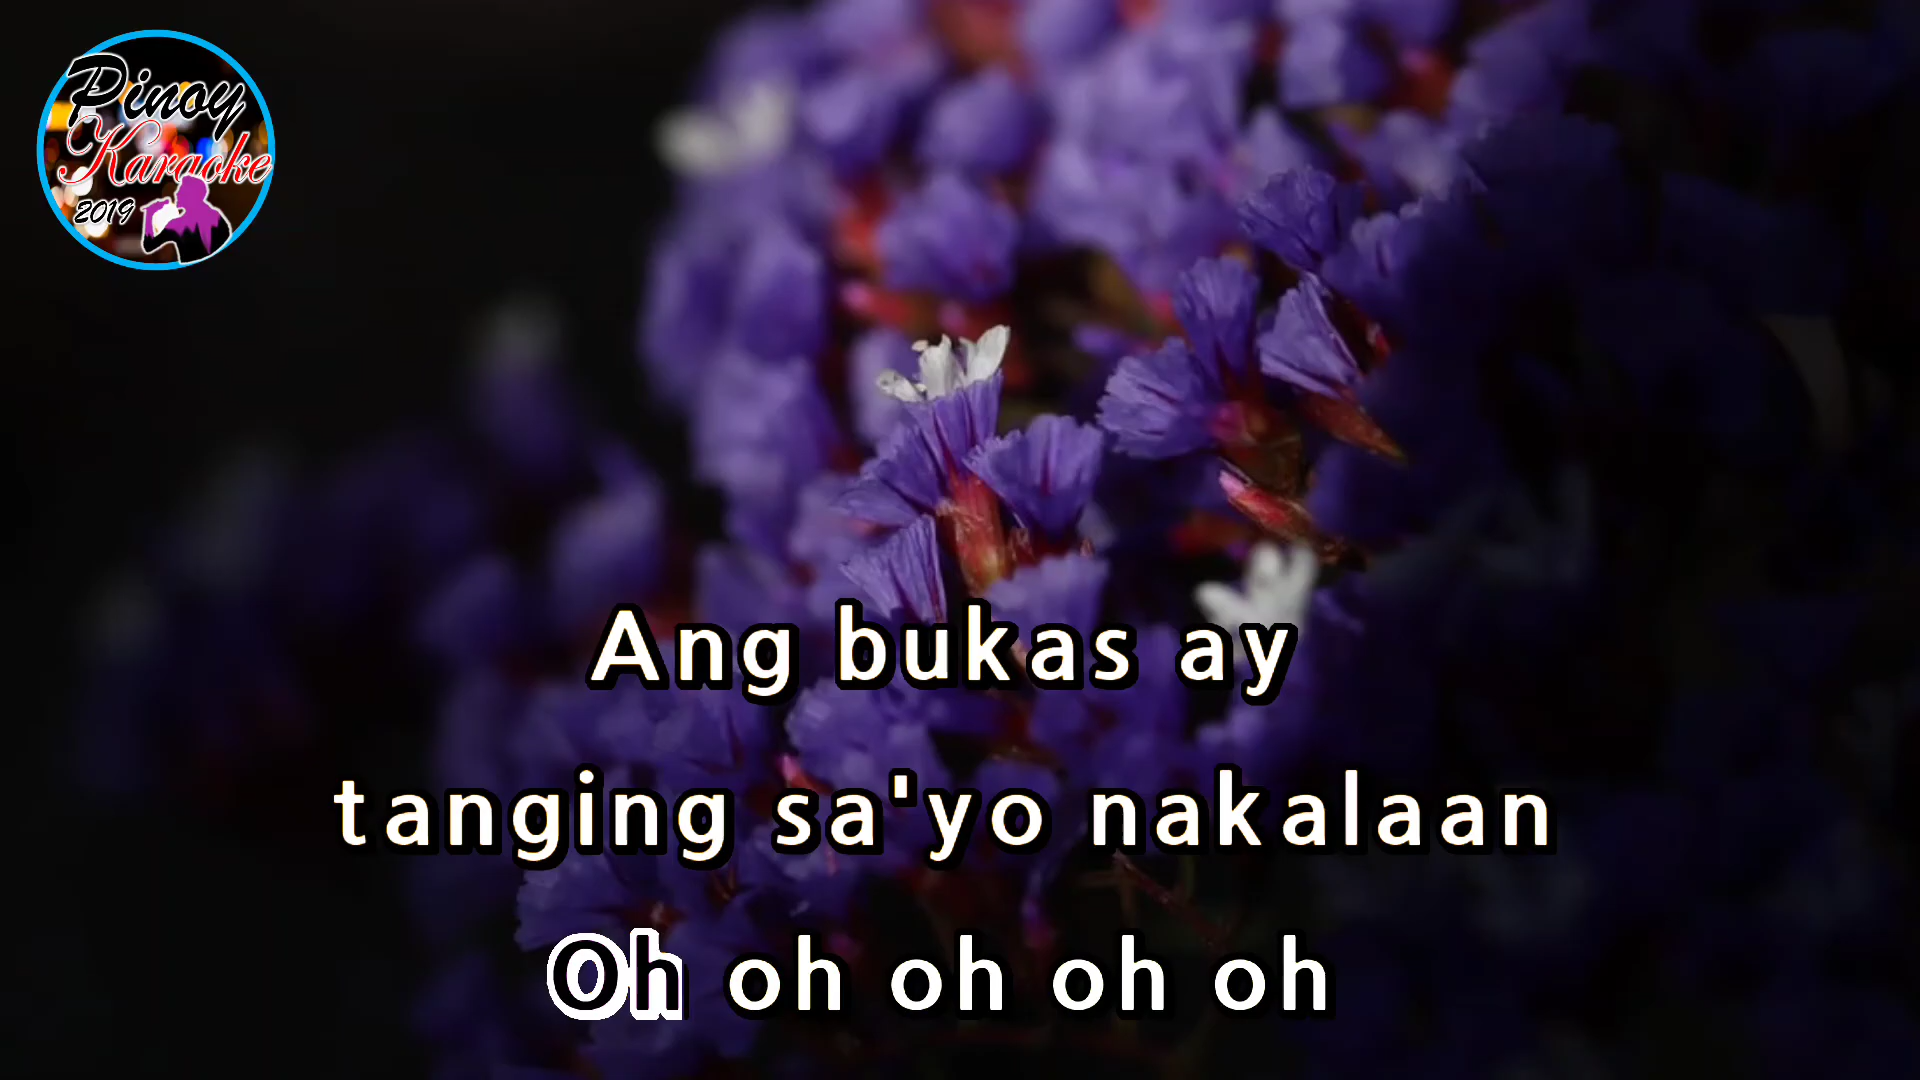 Pinoy
Karaoke
2019
Ang bukas ay
tanging sa'yo nakalaan
Oh oh oh oh oh